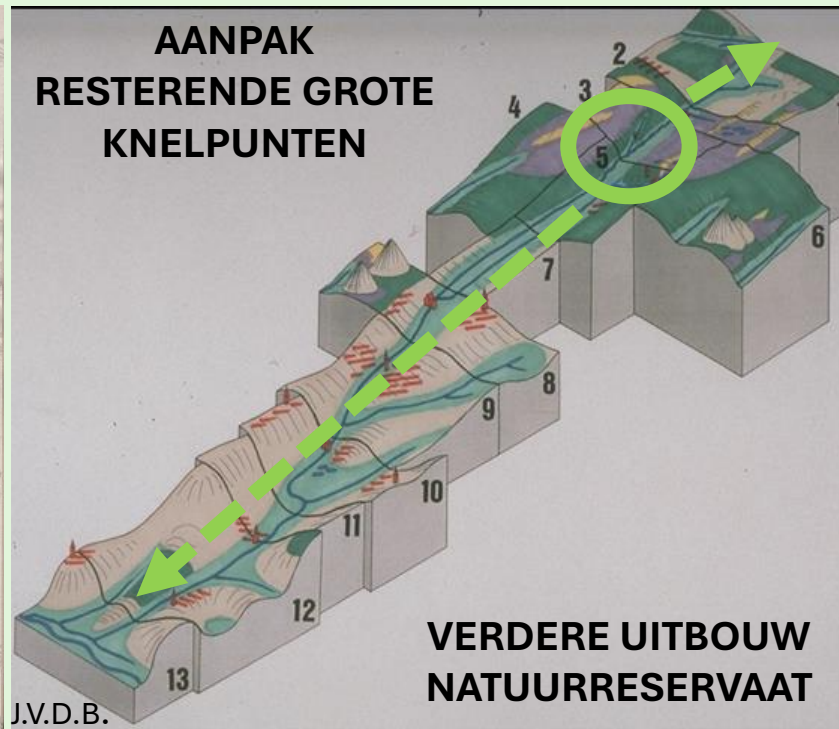 AANPAK
RESTERENDE GROTE
KNELPUNTEN
2
3
4
5
6
7
8
9
10
11
12
13
VERDERE UITBOUW
NATUURRESERVAAT
J.V.D.B.